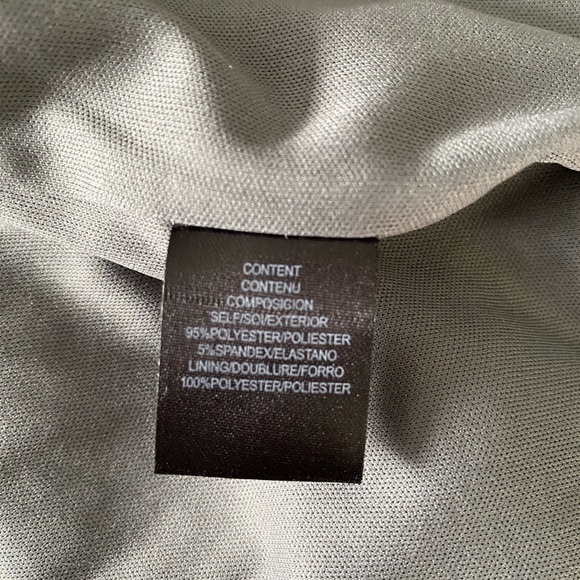 CONTENT
CONTENU
COMPOSICION
SELF/SOI/EXTERIOR
95%POLYESTER/POLIESTER
5%SPANDEX/ELASTANO
LINING/DOUBLURE/FORRO
100%POLYESTER/POLIESTER